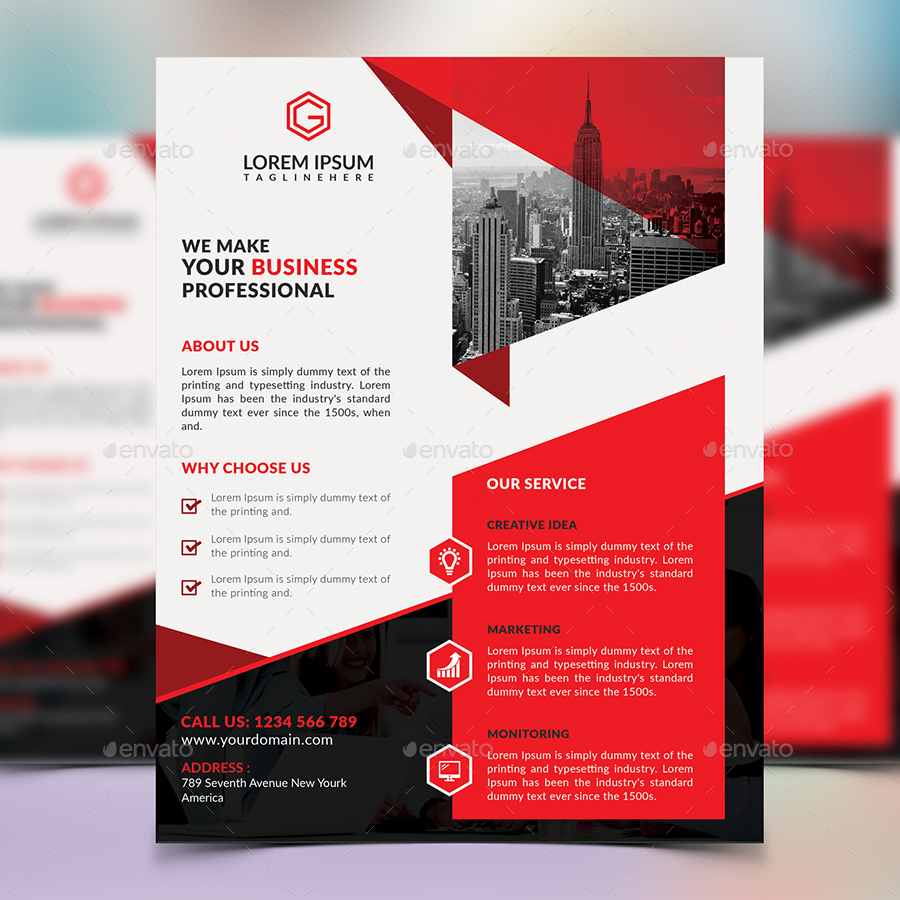 LOREM IPSUM
TAGLINEHERE
WE MAKE
YOUR BUSINESS
PROFESSIONAL
ABOUT US
Lorem Ipsum is simply dummy text of the
printing and typesetting industry. Lorem
Ipsum has been the industry's standard
dummy text ever since the 1500s, when
and.
WHY CHOOSE US
Lorem Ipsum is simply dummy text of
the printing and.
Lorem Ipsum is simply dummy text of
the printing and.
Lorem Ipsum is simply dummy text of
the printing and.
CALL US: 1234 566 789
www.yourdomain.com
ADDRESS :
789 Seventh Avenue New Yourk
America
OUR SERVICE
CREATIVE IDEA
Lorem Ipsum is simply dummy text of the
printing and typesetting industry. Lorem
Ipsum has been the industry's standard
dummy text ever since the 1500s.
MARKETING
Lorem Ipsum is simply dummy text of the
printing and typesetting industry. Lorem
Ipsum has been the industry's standard
dummy text ever since the 1500s.
MONITORING
Lorem Ipsum is simply dummy text of the
printing and typesetting industry. Lorem
Ipsum has been the industry's standard
dummy text ever since the 1500s.
envato
envato
envato
envato
envato
envato
envato
envato
envato